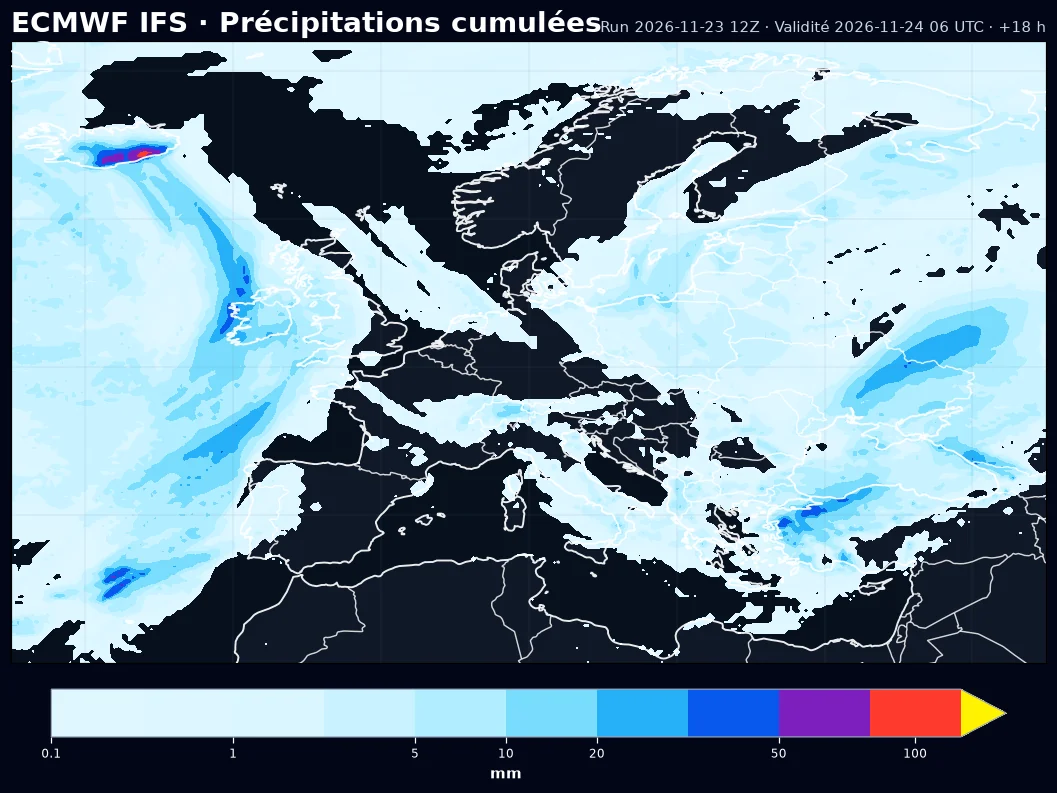 ECMWF IFS · Précipitations cumulées
Run 2026-11-23 12Z · Validité 2026-11-24 06 UTC · +18 h
0.1 1 5 10 20 50 100
mm